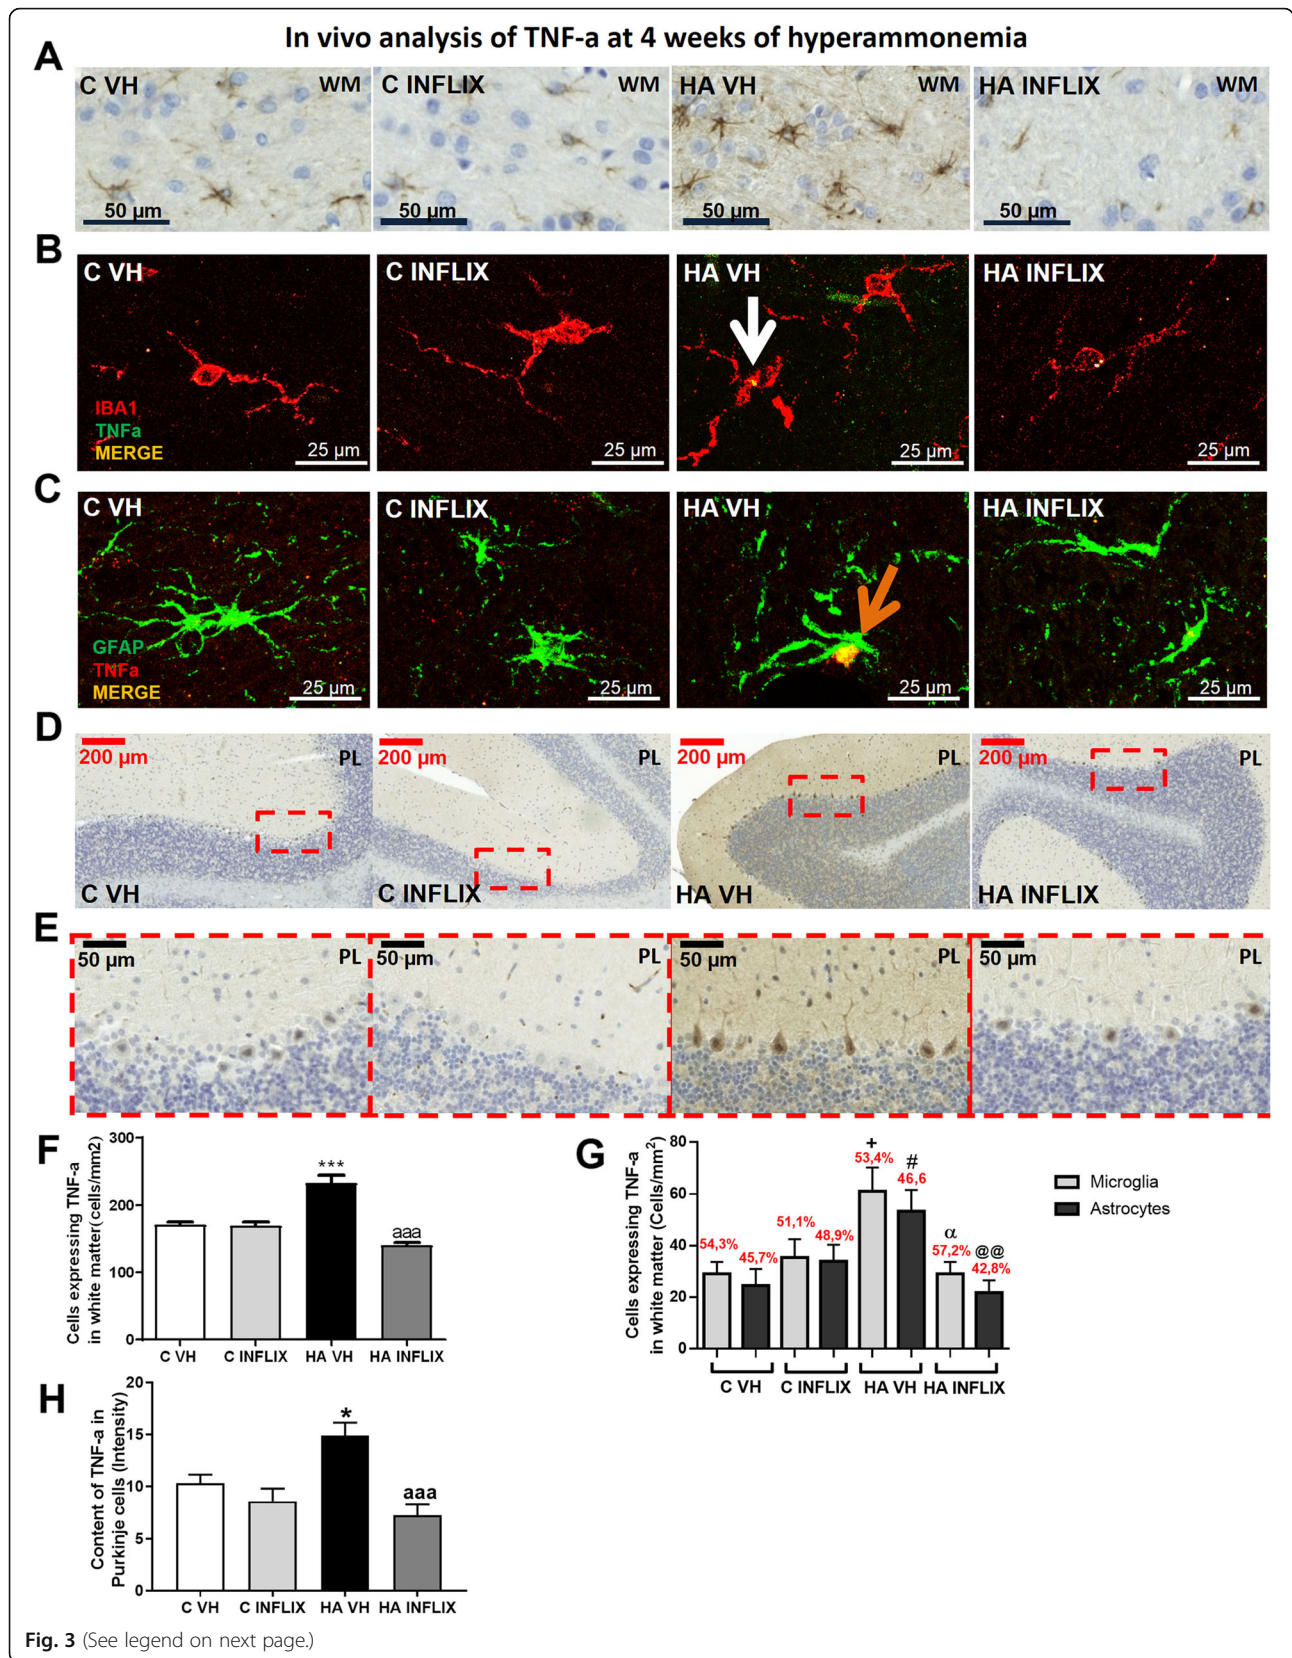 In vivo analysis of TNF-a at 4 weeks of hyperammonemia
A
C VH WM C INFLIX WM HA VH WM HA INFLIX WM
50 µm 50 µm 50 µm 50 µm
B
C VH C INFLIX HA VH HA INFLIX
IBA1
TNFa
MERGE
25 µm 25 µm 25 µm 25 µm
C
C VH C INFLIX HA VH HA INFLIX
GFAP
TNFa
MERGE
25 µm 25 µm 25 µm 25 µm
D
200 µm PL 200 µm PL 200 µm PL 200 µm PL
C VH C INFLIX HA VH HA INFLIX
E
50 µm PL 50 µm PL 50 µm PL 50 µm PL
F
Cells expressing TNF-a
in white matter(cells/mm2)
300
200
100
0
***
aaa
C VH C INFLIX HA VH HA INFLIX
G
Cells expressing TNF-a
in white matter (Cells/mm²)
80
60
40
20
0
54,3% 45,7%
51,1% 48,9%
+ #
53,4% 46,6
α @@
57,2% 42,8%
C VH C INFLIX HA VH HA INFLIX
Microglia
Astrocytes
H
Content of TNF-a in
Purkinje cells (Intensity)
20
15
10
5
0
*
aaa
C VH C INFLIX HA VH HA INFLIX
Fig. 3 (See legend on next page.)